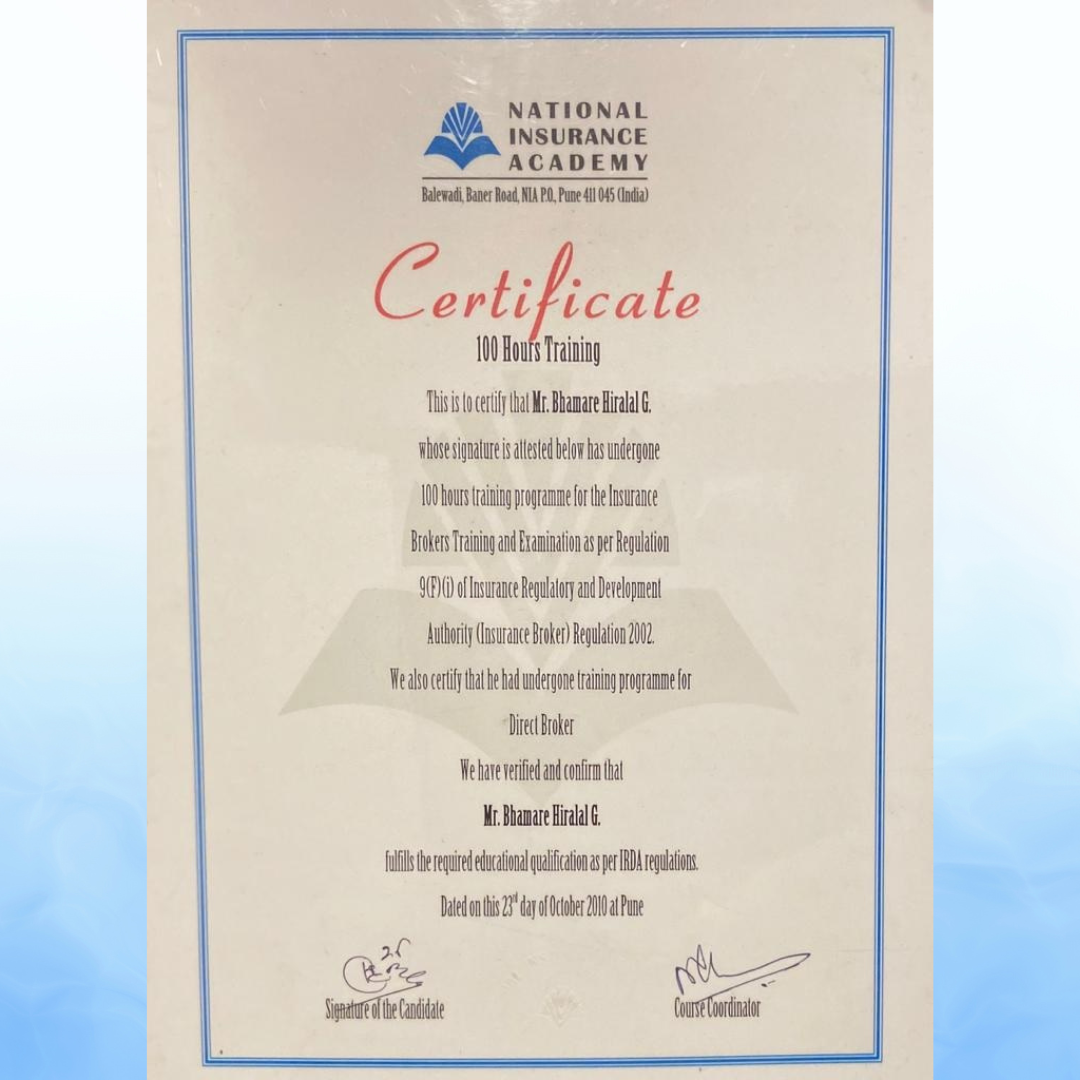 NATIONAL
INSURANCE
ACADEMY
Balewadi, Baner Road, NIA P.O., Pune 411 045 (India)
Certificate
100 Hours Training
This is to certify that Mr. Bhamare Hiralal G.
whose signature is attested below has undergone
100 hours training programme for the Insurance
Brokers Training and Examination as per Regulation
9(F)(i) of Insurance Regulatory and Development
Authority (Insurance Broker) Regulation 2002.
We also certify that he had undergone training programme for
Direct Broker
We have verified and confirm that
Mr. Bhamare Hiralal G.
fulfills the required educational qualification as per IRDA regulations.
Dated on this 23rd day of October 2010 at Pune
Signature of the Candidate
Course Coordinator